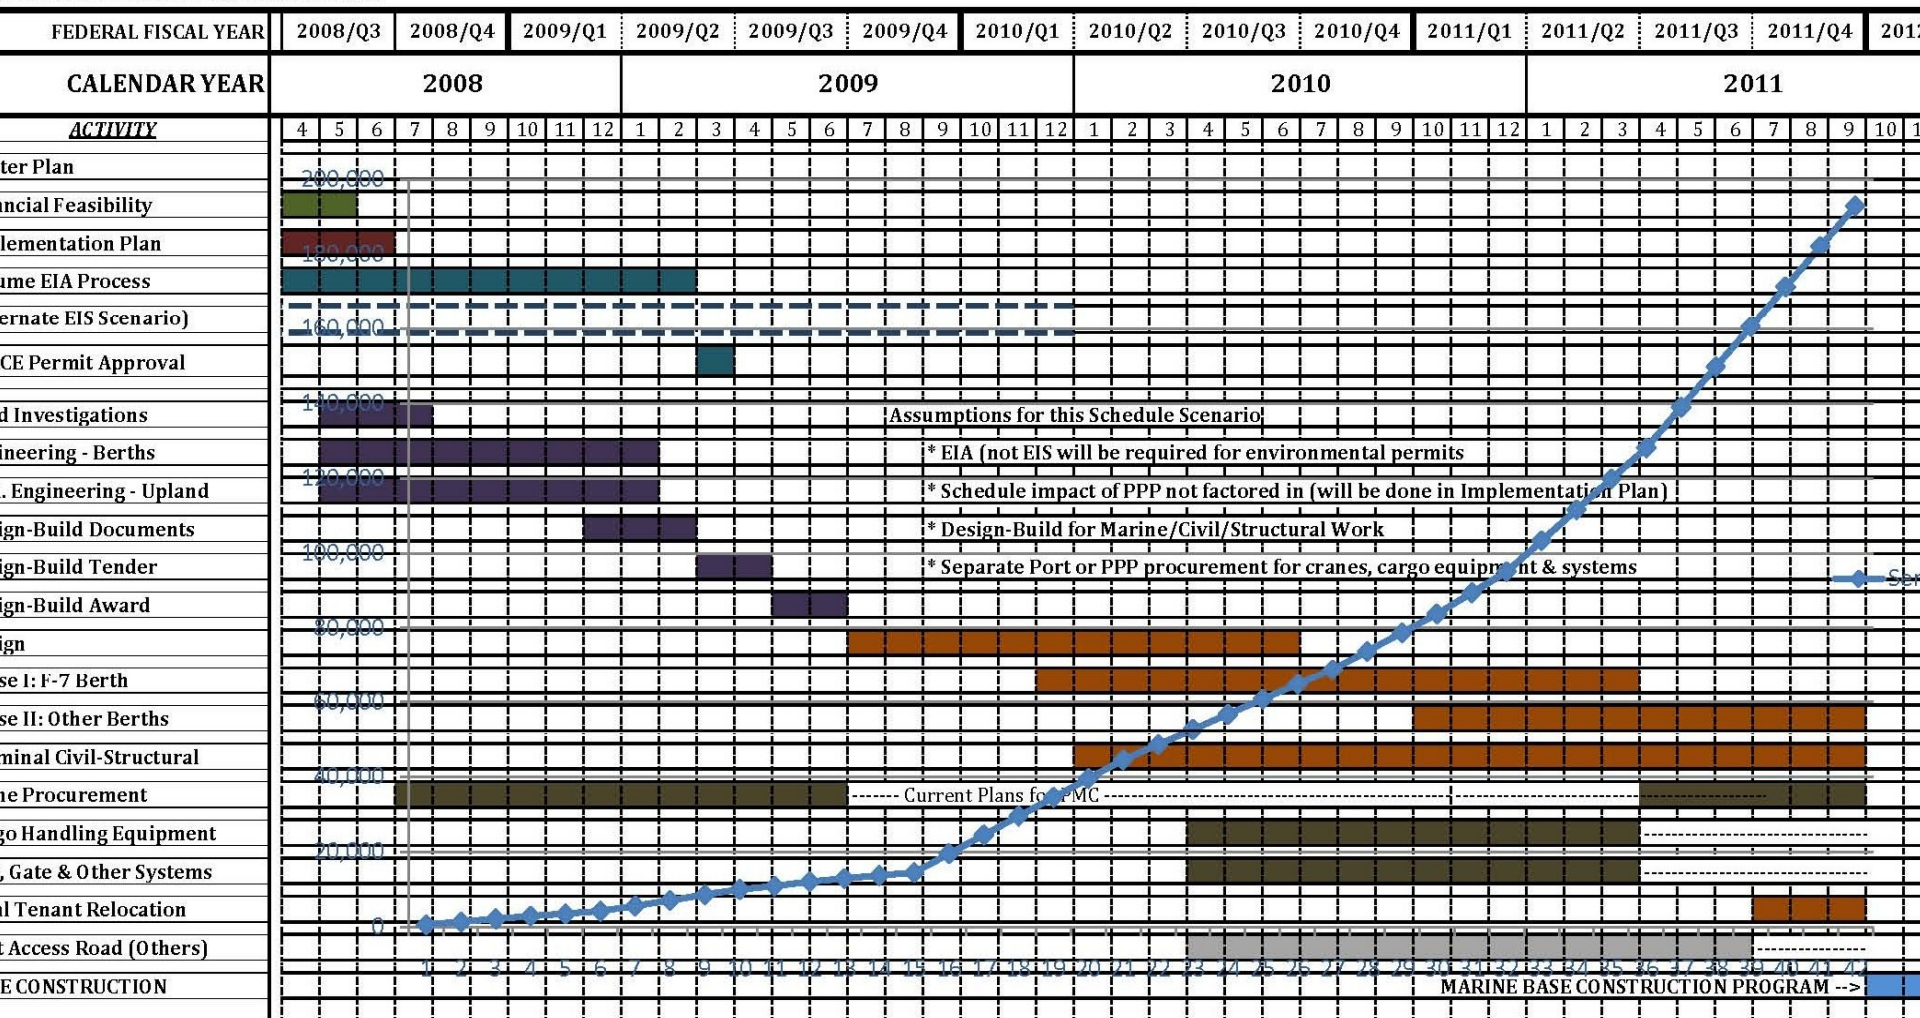 FEDERAL FISCAL YEAR 2008/Q3 2008/Q4 2009/Q1 2009/Q2 2009/Q3 2009/Q4 2010/Q1 2010/Q2 2010/Q3 2010/Q4 2011/Q1 2011/Q2 2011/Q3 2011/Q4 2012
CALENDAR YEAR 2008 2009 2010 2011
ACTIVITY 4 5 6 7 8 9 10 11 12 1 2 3 4 5 6 7 8 9 10 11 12 1 2 3 4 5 6 7 8 9 10 11 12 1 2 3 4 5 6 7 8 9 10 1
ter Plan
200,000
ncial Feasibility
lementation Plan
180,000
ume EIA Process
ernate EIS Scenario)
160,000
CE Permit Approval
140,000
d Investigations Assumptions for this Schedule Scenario
ineering - Berths * EIA (not EIS will be required for environmental permits
120,000
. Engineering - Upland * Schedule impact of PPP not factored in (will be done in Implementation Plan)
ign-Build Documents * Design-Build for Marine/Civil/Structural Work
100,000
ign-Build Tender * Separate Port or PPP procurement for cranes, cargo equipment & systems
Ser
ign-Build Award
80,000
ign
se I: F-7 Berth
60,000
se II: Other Berths
minal Civil-Structural
40,000
ne Procurement Current Plans for PMC
go Handling Equipment
20,000
, Gate & Other Systems
al Tenant Relocation
0
t Access Road (Others)
1 2 3 4 5 6 7 8 9 10 11 12 13 14 15 16 17 18 19 20 21 22 23 24 25 26 27 28 29 30 31 32 33 34 35 36 37 38 39 40 41 42
E CONSTRUCTION MARINE BASE CONSTRUCTION PROGRAM -->